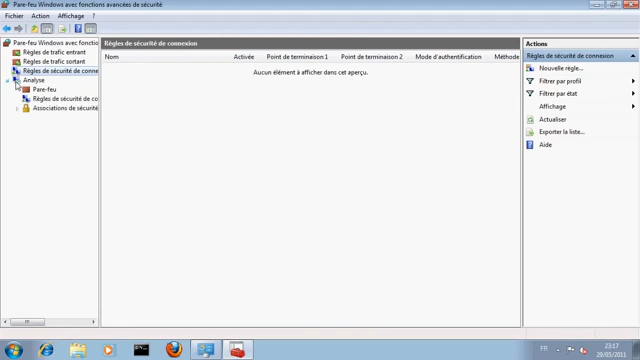 Pare-feu Windows avec fonctions avancées de sécurité
Fichier Action Affichage ?
Pare-feu Windows avec fonction
Règles de trafic entrant
Règles de trafic sortant
Règles de sécurité de conne
Analyse
Pare-feu
Règles de sécurité de co
Associations de sécurité
Règles de sécurité de connexion
Nom Activée Point de terminaison 1 Point de terminaison 2 Mode d'authentification Méthode
Aucun élément à afficher dans cet aperçu.
Actions
Règles de sécurité de connexion
Nouvelle règle...
Filtrer par profil
Filtrer par état
Affichage
Actualiser
Exporter la liste...
Aide
FR
23:17
29/05/2011